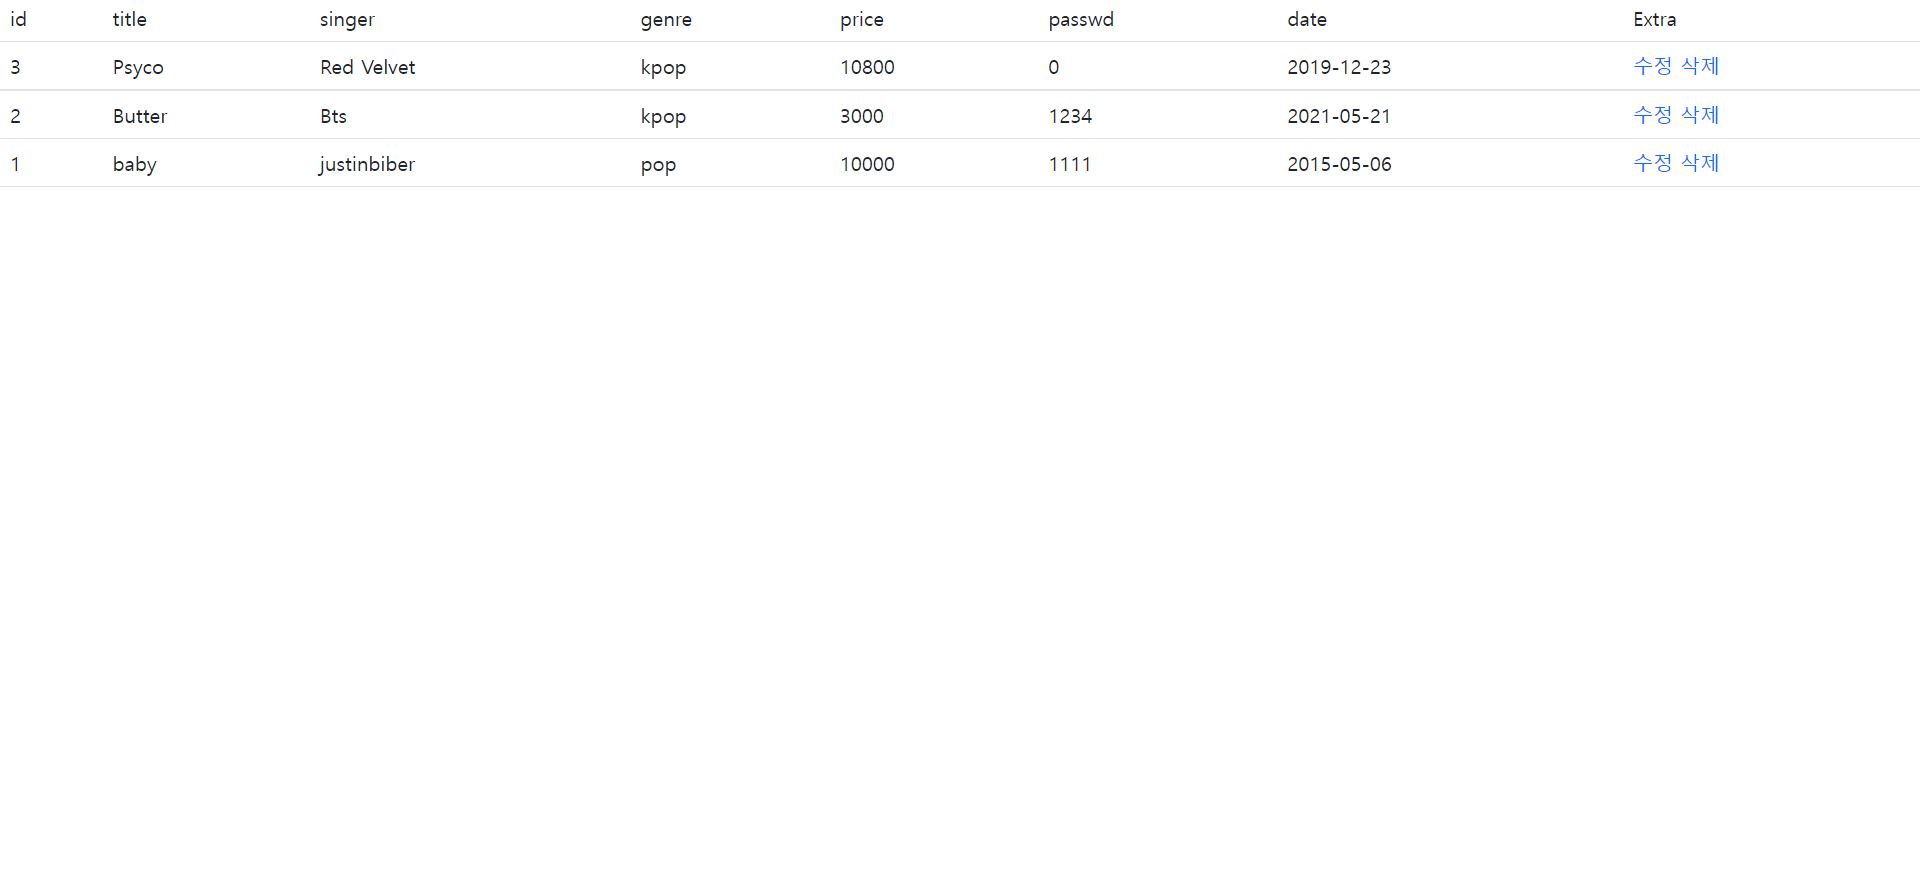 id title singer genre price passwd date Extra
3 Psyco Red Velvet kpop 10800 0 2019-12-23 수정 삭제
2 Butter Bts kpop 3000 1234 2021-05-21 수정 삭제
1 baby justinbiber pop 10000 1111 2015-05-06 수정 삭제